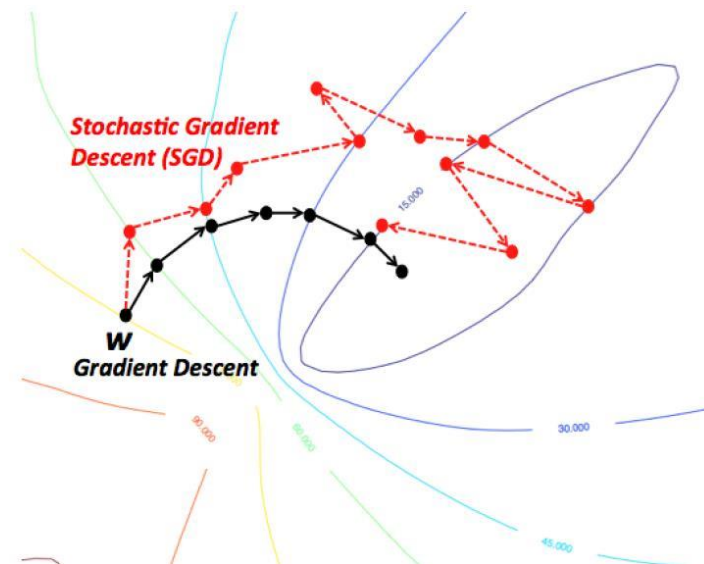 Stochastic Gradient
Descent (SGD)
15.000
W
Gradient Descent
90.000
60.000
30.000
45.000